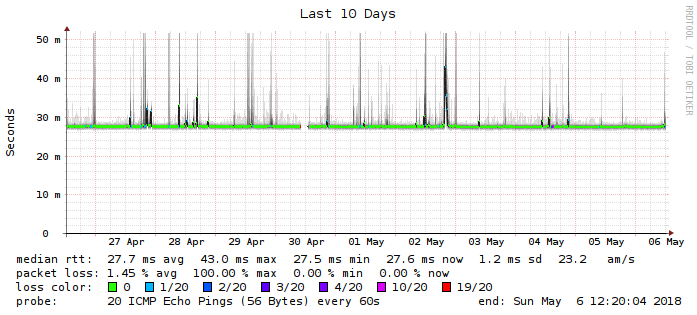 Last 10 Days
RRDTOOL / TOBI OETIKER
Seconds
50 m
40 m
30 m
20 m
10 m
0
27 Apr 28 Apr 29 Apr 30 Apr 01 May 02 May 03 May 04 May 05 May 06 May
median rtt: 27.7 ms avg 43.0 ms max 27.5 ms min 27.6 ms now 1.2 ms sd 23.2 am/s
packet loss: 1.45 % avg 100.00 % max 0.00 % min 0.00 % now
loss color: 0 1/20 2/20 3/20 4/20 10/20 19/20
probe: 20 ICMP Echo Pings (56 Bytes) every 60s end: Sun May 6 12:20:04 2018